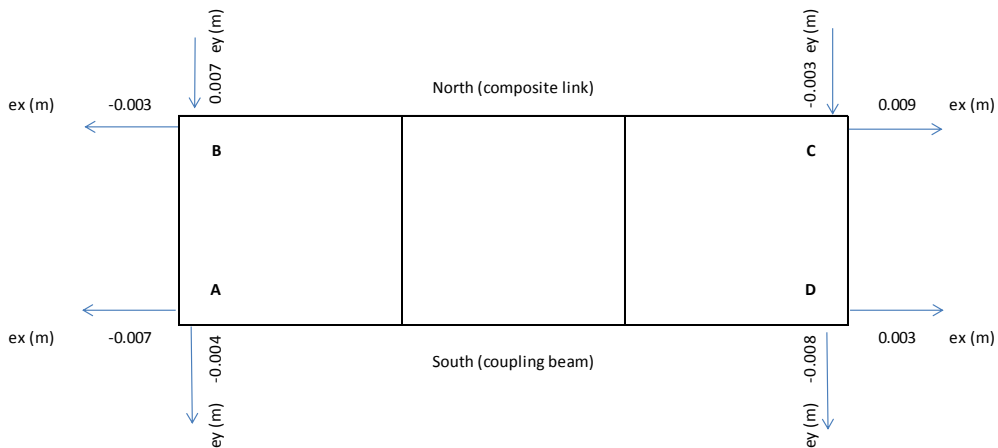 ey (m)
0.007
ey (m)
-0.003
North (composite link)
ex (m)
-0.003
0.009
ex (m)
B
C
A
D
ex (m)
-0.007
0.003
ex (m)
-0.004
ey (m)
South (coupling beam)
-0.008
ey (m)